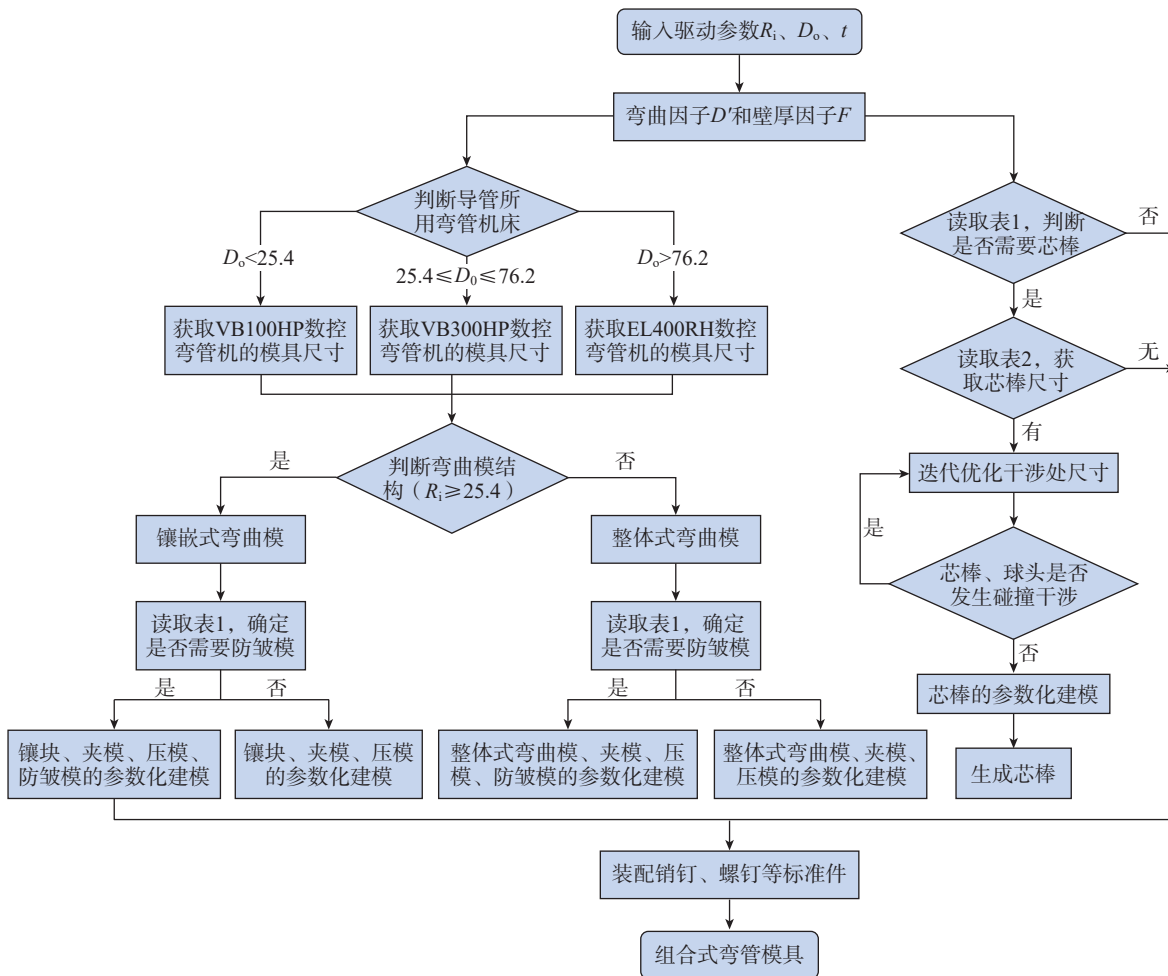 输入驱动参数Ri、Do、t
弯曲因子D′和壁厚因子F
判断导管所
用弯管机床
Do<25.4
25.4≤D0≤76.2
Do>76.2
获取VB100HP数控
弯管机的模具尺寸
获取VB300HP数控
弯管机的模具尺寸
获取EL400RH数控
弯管机的模具尺寸
判断弯曲模结
构（Ri≥25.4）
是
否
镶嵌式弯曲模
整体式弯曲模
读取表1，确定
是否需要防皱模
读取表1，确定
是否需要防皱模
是
否
是
否
镶块、夹模、压模、
防皱模的参数化建模
镶块、夹模、压模
的参数化建模
整体式弯曲模、夹模、压
模、防皱模的参数化建模
整体式弯曲模、夹模、
压模的参数化建模
读取表1，判断
是否需要芯棒
否
是
读取表2，获
取芯棒尺寸
无
有
迭代优化干涉处尺寸
是
芯棒、球头是否
发生碰撞干涉
否
芯棒的参数化建模
生成芯棒
装配销钉、螺钉等标准件
组合式弯管模具